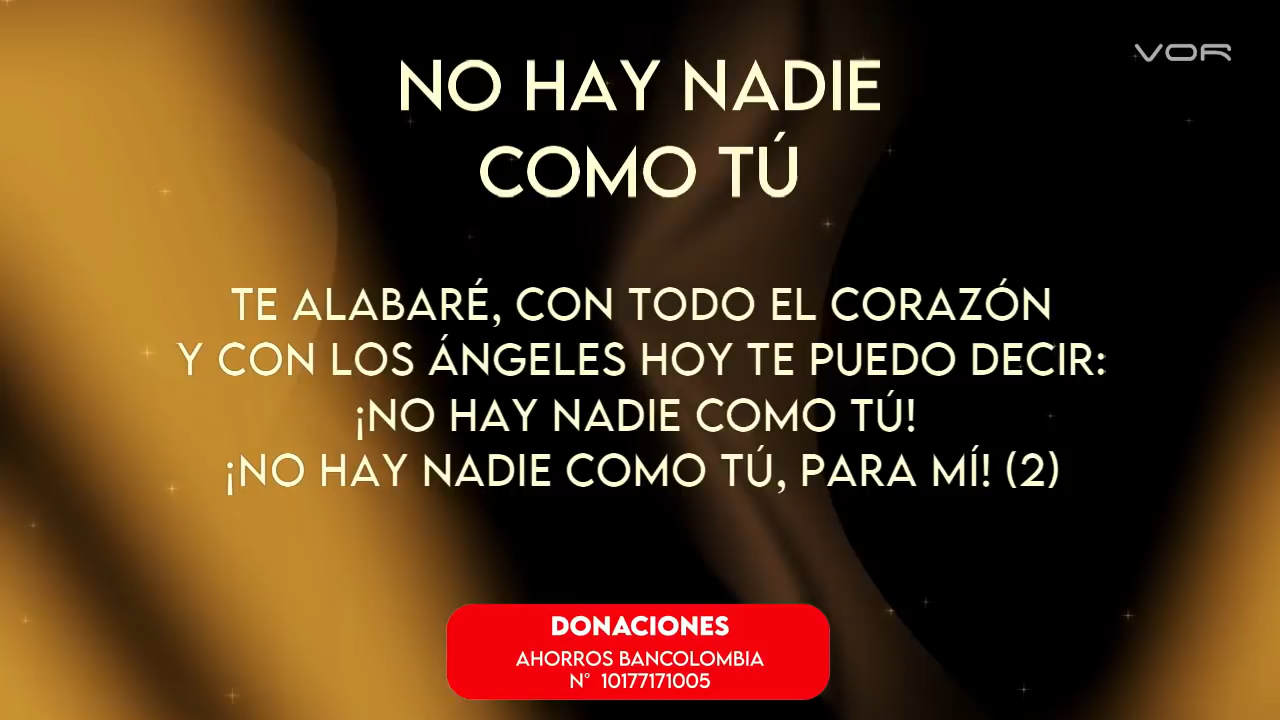 VOR
NO HAY NADIE
COMO TÚ
TE ALABARÉ, CON TODO EL CORAZÓN
Y CON LOS ÁNGELES HOY TE PUEDO DECIR:
¡NO HAY NADIE COMO TÚ!
¡NO HAY NADIE COMO TÚ, PARA MÍ! (2)
DONACIONES
AHORROS BANCOLOMBIA
N° 10177171005